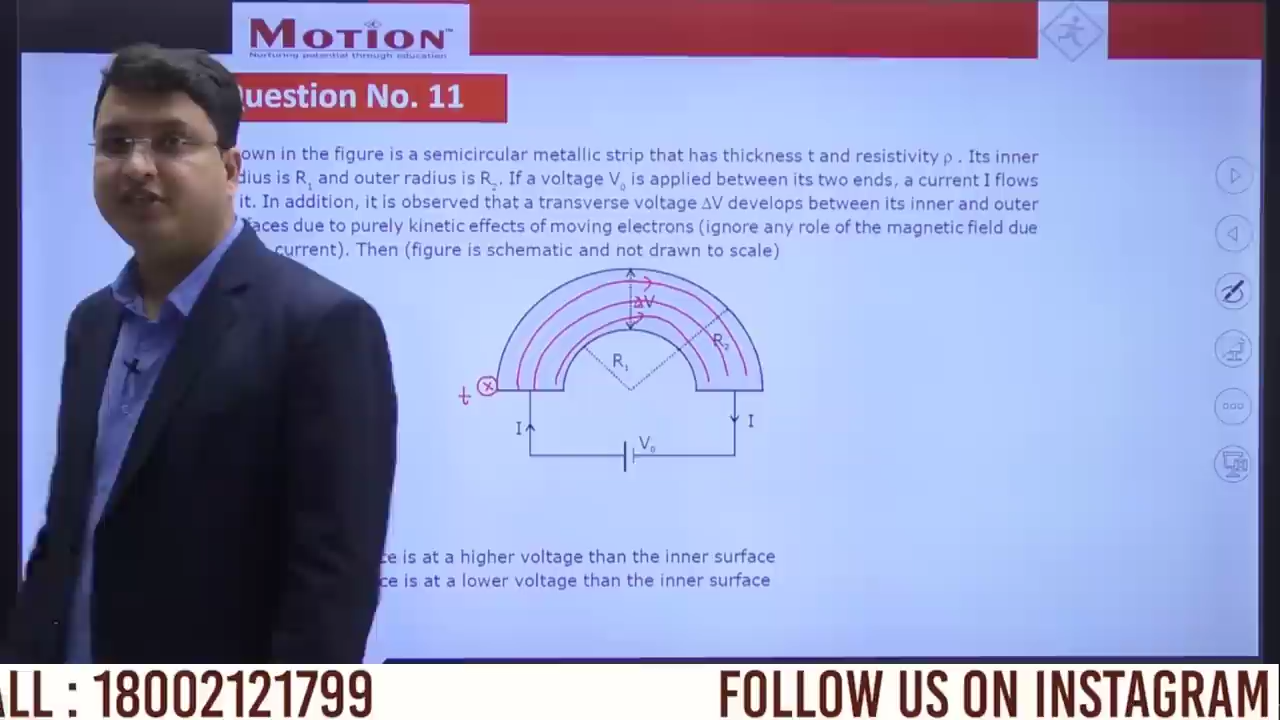 MOTION™
Nurturing potential through education
Question No. 11
own in the figure is a semicircular metallic strip that has thickness t and resistivity ρ . Its inner
dius is R₁ and outer radius is R₂. If a voltage V₀ is applied between its two ends, a current I flows
it. In addition, it is observed that a transverse voltage ΔV develops between its inner and outer
faces due to purely kinetic effects of moving electrons (ignore any role of the magnetic field due
current). Then (figure is schematic and not drawn to scale)
ΔV
R₂
R₁
t
I
I
V₀
ce is at a higher voltage than the inner surface
ce is at a lower voltage than the inner surface
ALL : 18002121799
FOLLOW US ON INSTAGRAM